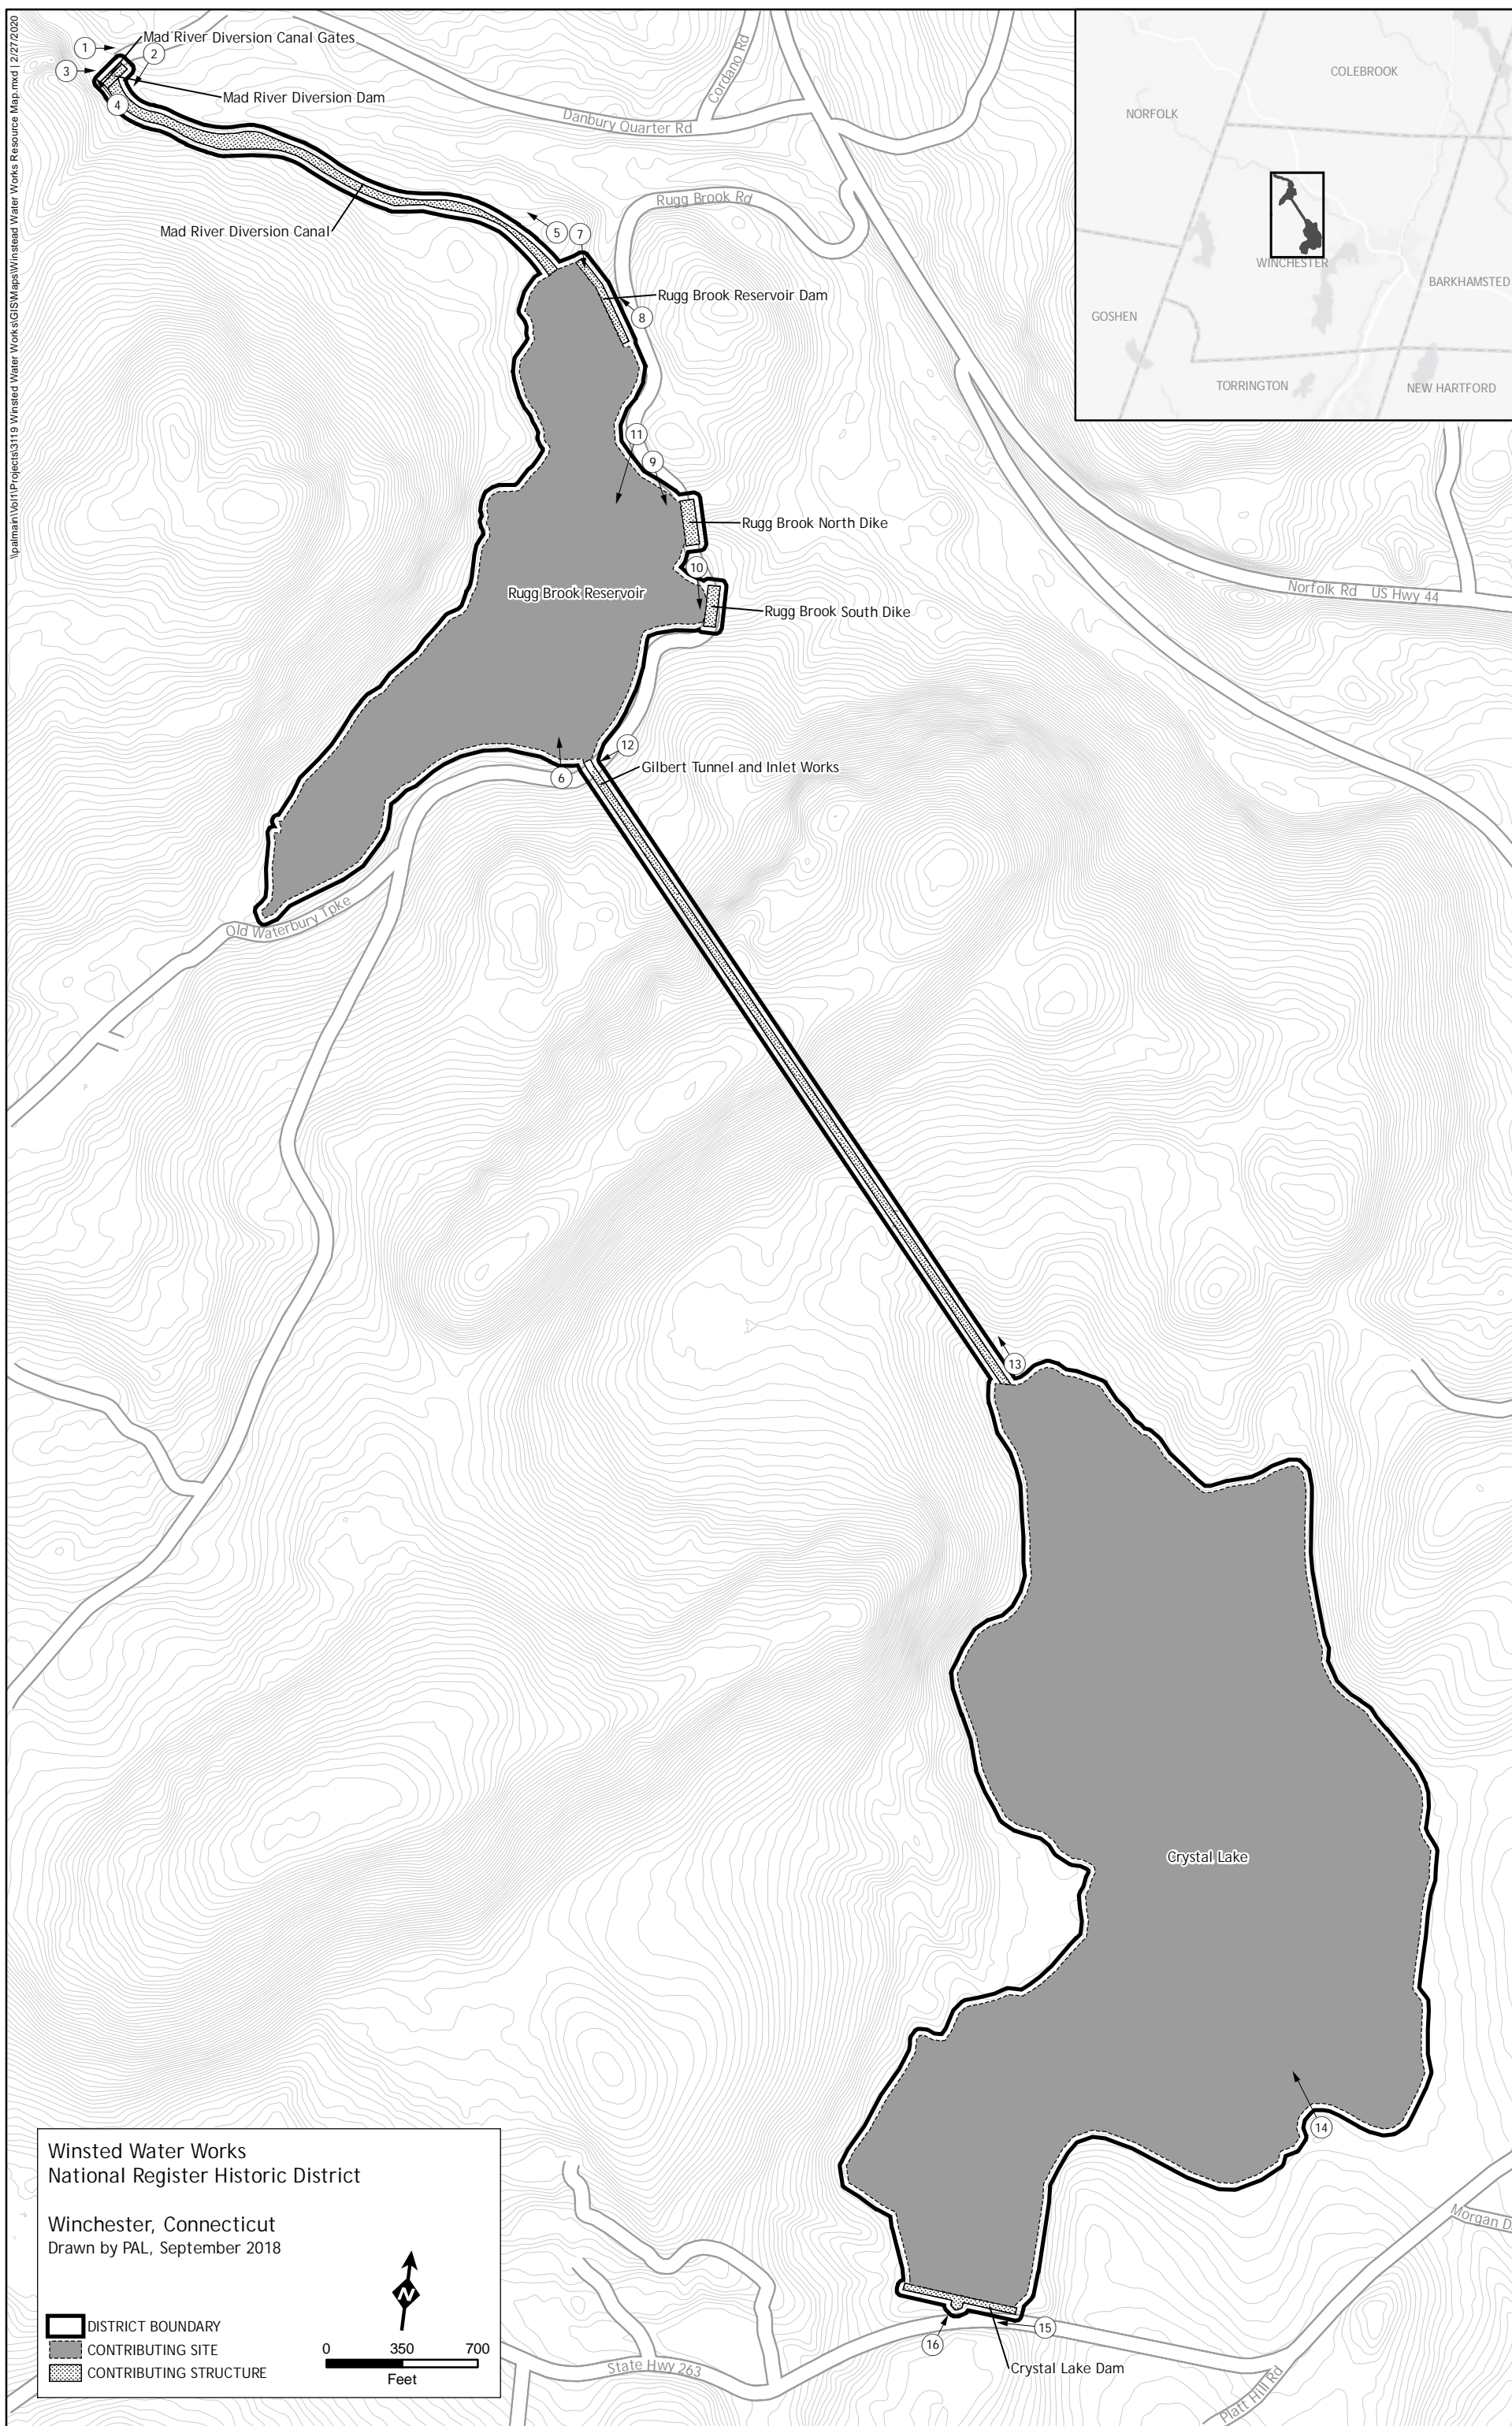 \\palmain\Vol1\Projects\3119 Winsted Water Works\GIS\Maps\Winstead Water Works Resource Map.mxd | 2/27/2020
1
Mad River Diversion Canal Gates
2
3
Mad River Diversion Dam
4
Cordano Rd
Danbury Quarter Rd
COLEBROOK
NORFOLK
WINCHESTER
BARKHAMSTED
GOSHEN
TORRINGTON
NEW HARTFORD
Rugg Brook Rd
Mad River Diversion Canal
5
7
Rugg Brook Reservoir Dam
8
11
9
Rugg Brook North Dike
10
Rugg Brook Reservoir
Rugg Brook South Dike
Norfolk Rd
US Hwy 44
12
Gilbert Tunnel and Inlet Works
6
Old Waterbury Tpke
13
Crystal Lake
14
Morgan D
15
16
Crystal Lake Dam
State Hwy 263
Platt Hill Rd
Winsted Water Works
National Register Historic District
Winchester, Connecticut
Drawn by PAL, September 2018
N
DISTRICT BOUNDARY
CONTRIBUTING SITE
CONTRIBUTING STRUCTURE
0 350 700
Feet